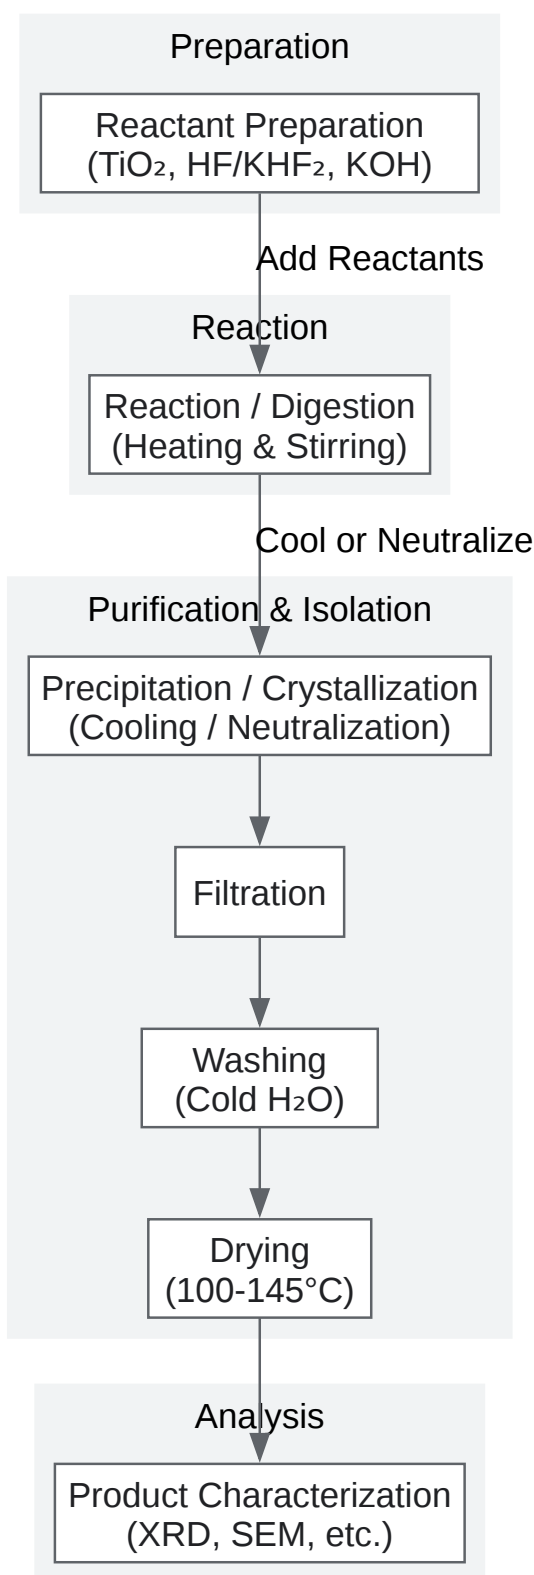 Preparation
Reactant Preparation
(TiO₂, HF/KHF₂, KOH)
Add Reactants
Reaction
Reaction / Digestion
(Heating & Stirring)
Cool or Neutralize
Purification & Isolation
Precipitation / Crystallization
(Cooling / Neutralization)
Filtration
Washing
(Cold H₂O)
Drying
(100-145°C)
Analysis
Product Characterization
(XRD, SEM, etc.)